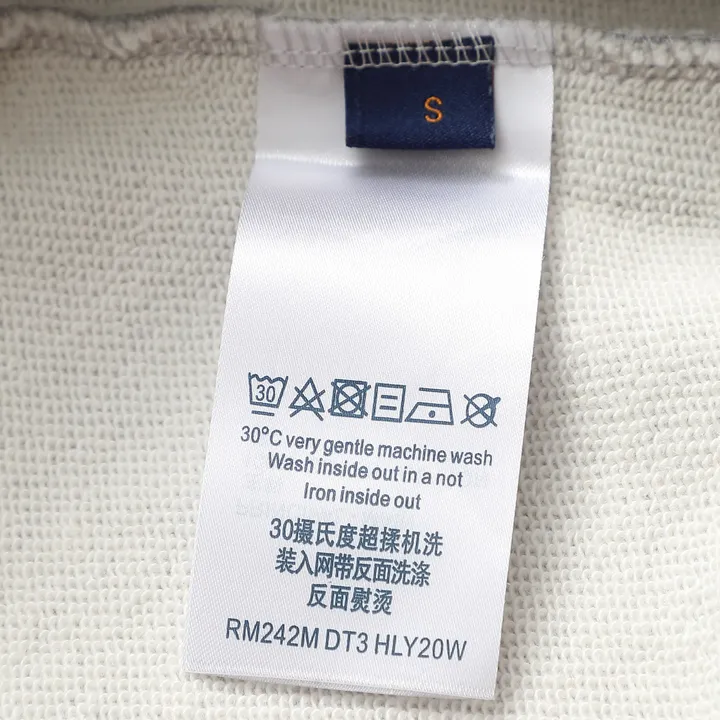 S
30
30°C very gentle machine wash
Wash inside out in a not
Iron inside out
30摄氏度超揉机洗
装入网带反面洗涤
反面熨烫
RM242M DT3 HLY20W